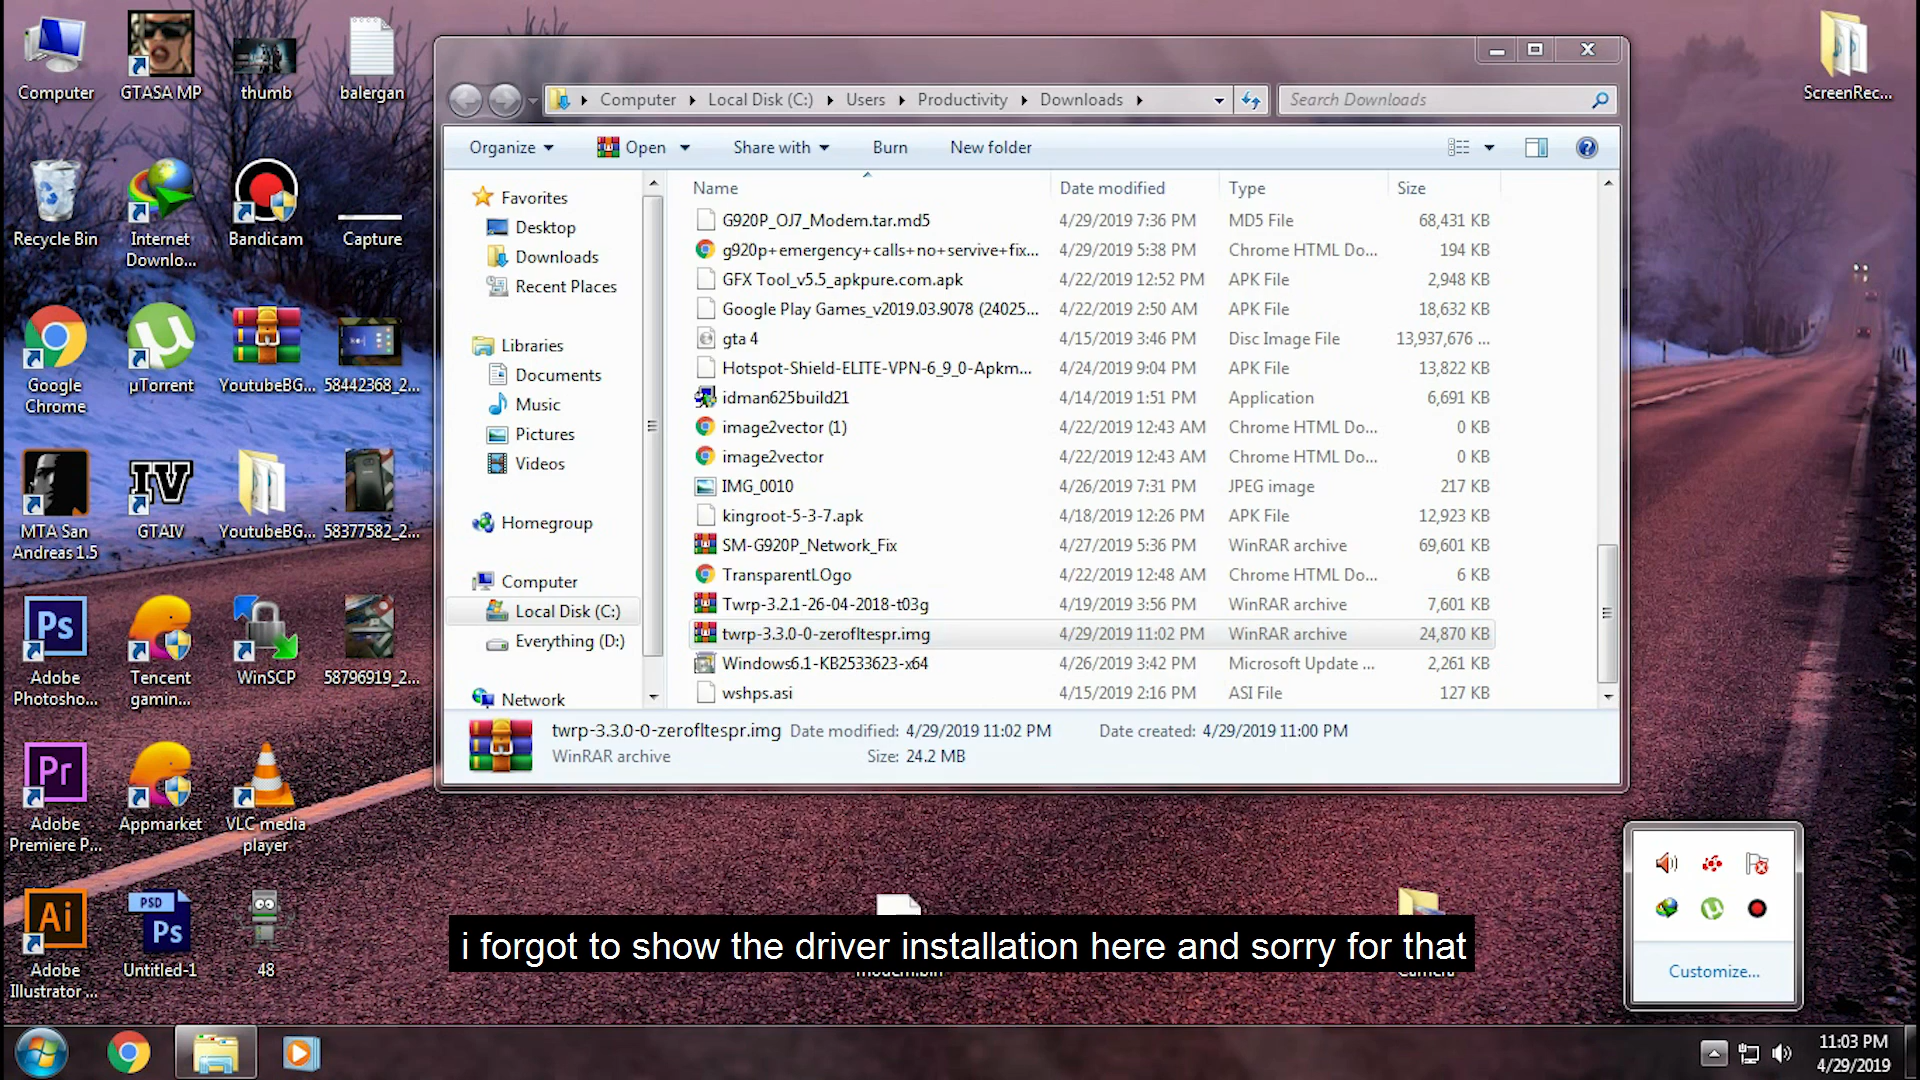 Computer
GTASA MP
thumb
balergan
ScreenRec...
Recycle Bin
Internet
Downlo...
Bandicam
Capture
Google
Chrome
µTorrent
YoutubeBG...
58442368_2...
MTA San
Andreas 1.5
GTAIV
YoutubeBG...
58377582_2...
Ps
Adobe
Photosho...
Tencent
gaming...
WinSCP
58796919_2...
Pr
Adobe
Premiere P...
Appmarket
VLC media
player
Ai
Adobe
Illustrator ...
PSD
Ps
Untitled-1
48
Computer
Local Disk (C:)
Users
Productivity
Downloads
Search Downloads
Organize
Open
Share with
Burn
New folder
Favorites
Desktop
Downloads
Recent Places
Libraries
Documents
Music
Pictures
Videos
Homegroup
Computer
Local Disk (C:)
Everything (D:)
Network
Name Date modified Type Size
G920P_OJ7_Modem.tar.md5 4/29/2019 7:36 PM MD5 File 68,431 KB
g920p+emergency+calls+no+servive+fix... 4/29/2019 5:38 PM Chrome HTML Do... 194 KB
GFX Tool_v5.5_apkpure.com.apk 4/22/2019 12:52 PM APK File 2,948 KB
Google Play Games_v2019.03.9078 (24025... 4/22/2019 2:50 AM APK File 18,632 KB
gta 4 4/15/2019 3:46 PM Disc Image File 13,937,676 ...
Hotspot-Shield-ELITE-VPN-6_9_0-Apkm... 4/24/2019 9:04 PM APK File 13,822 KB
idman625build21 4/14/2019 1:51 PM Application 6,691 KB
image2vector (1) 4/22/2019 12:43 AM Chrome HTML Do... 0 KB
image2vector 4/22/2019 12:43 AM Chrome HTML Do... 0 KB
IMG_0010 4/26/2019 7:31 PM JPEG image 217 KB
kingroot-5-3-7.apk 4/18/2019 12:26 PM APK File 12,923 KB
SM-G920P_Network_Fix 4/27/2019 5:36 PM WinRAR archive 69,601 KB
TransparentLOgo 4/22/2019 12:48 AM Chrome HTML Do... 6 KB
Twrp-3.2.1-26-04-2018-t03g 4/19/2019 3:56 PM WinRAR archive 7,601 KB
twrp-3.3.0-0-zerofltespr.img 4/29/2019 11:02 PM WinRAR archive 24,870 KB
Windows6.1-KB2533623-x64 4/26/2019 3:42 PM Microsoft Update ... 2,261 KB
wshps.asi 4/15/2019 2:16 PM ASI File 127 KB
twrp-3.3.0-0-zerofltespr.img Date modified: 4/29/2019 11:02 PM Date created: 4/29/2019 11:00 PM
WinRAR archive Size: 24.2 MB
i forgot to show the driver installation here and sorry for that
Customize...
11:03 PM
4/29/2019